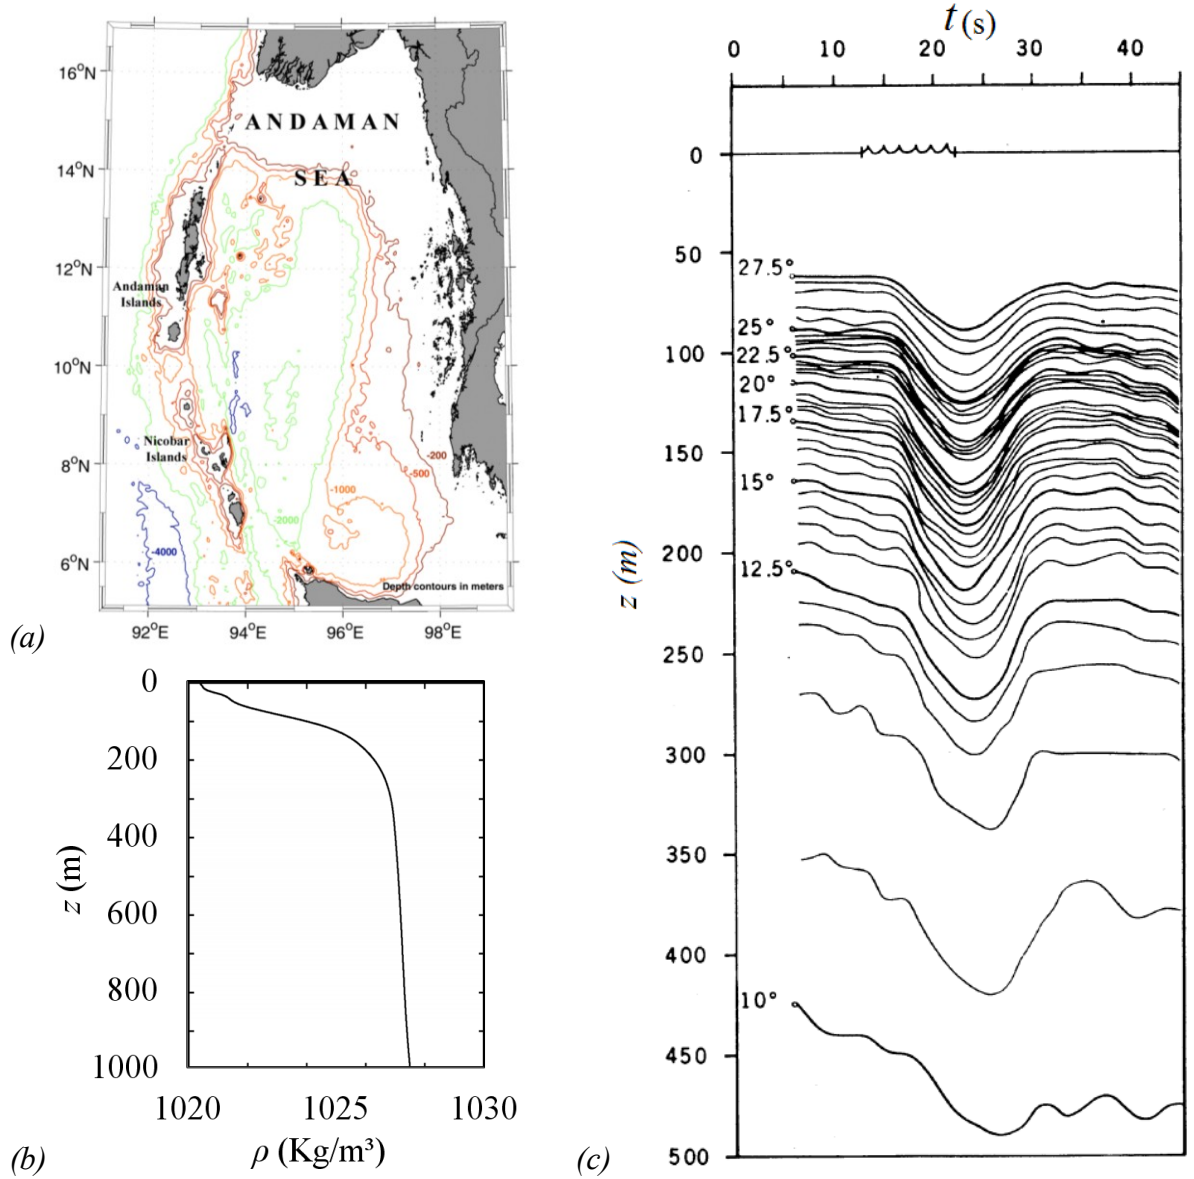 16°N
14°N
12°N
10°N
8°N
6°N
92°E
94°E
96°E
98°E
ANDAMAN
SEA
Andaman
Islands
Nicobar
Islands
-200
-500
-1000
-2000
-4000
Depth contours in meters
(a)
0
200
400
600
800
1000
z (m)
1020
1025
1030
ρ (Kg/m³)
(b)
t (s)
0
10
20
30
40
0
50
100
150
200
250
300
350
400
450
500
z (m)
27.5°
25°
22.5°
20°
17.5°
15°
12.5°
10°
(c)